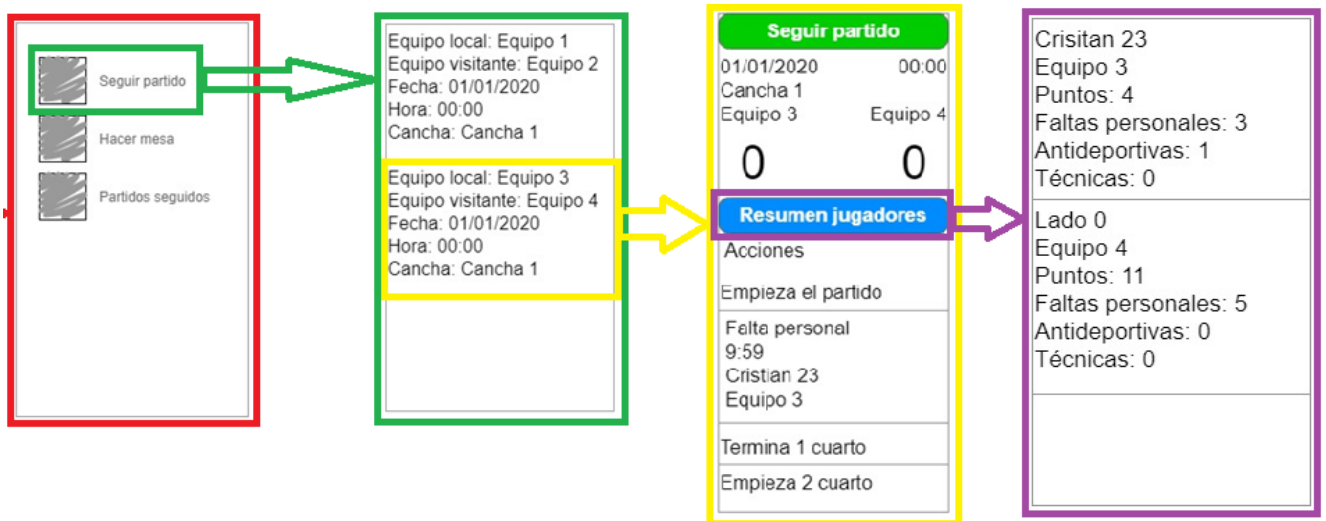 Seguir partido
Hacer mesa
Partidos seguidos
Equipo local: Equipo 1
Equipo visitante: Equipo 2
Fecha: 01/01/2020
Hora: 00:00
Cancha: Cancha 1
Equipo local: Equipo 3
Equipo visitante: Equipo 4
Fecha: 01/01/2020
Hora: 00:00
Cancha: Cancha 1
Seguir partido
01/01/2020 00:00
Cancha 1
Equipo 3 Equipo 4
0 0
Resumen jugadores
Acciones
Empieza el partido
Falta personal
9:59
Cristian 23
Equipo 3
Termina 1 cuarto
Empieza 2 cuarto
Crisitan 23
Equipo 3
Puntos: 4
Faltas personales: 3
Antideportivas: 1
Técnicas: 0
Lado 0
Equipo 4
Puntos: 11
Faltas personales: 5
Antideportivas: 0
Técnicas: 0